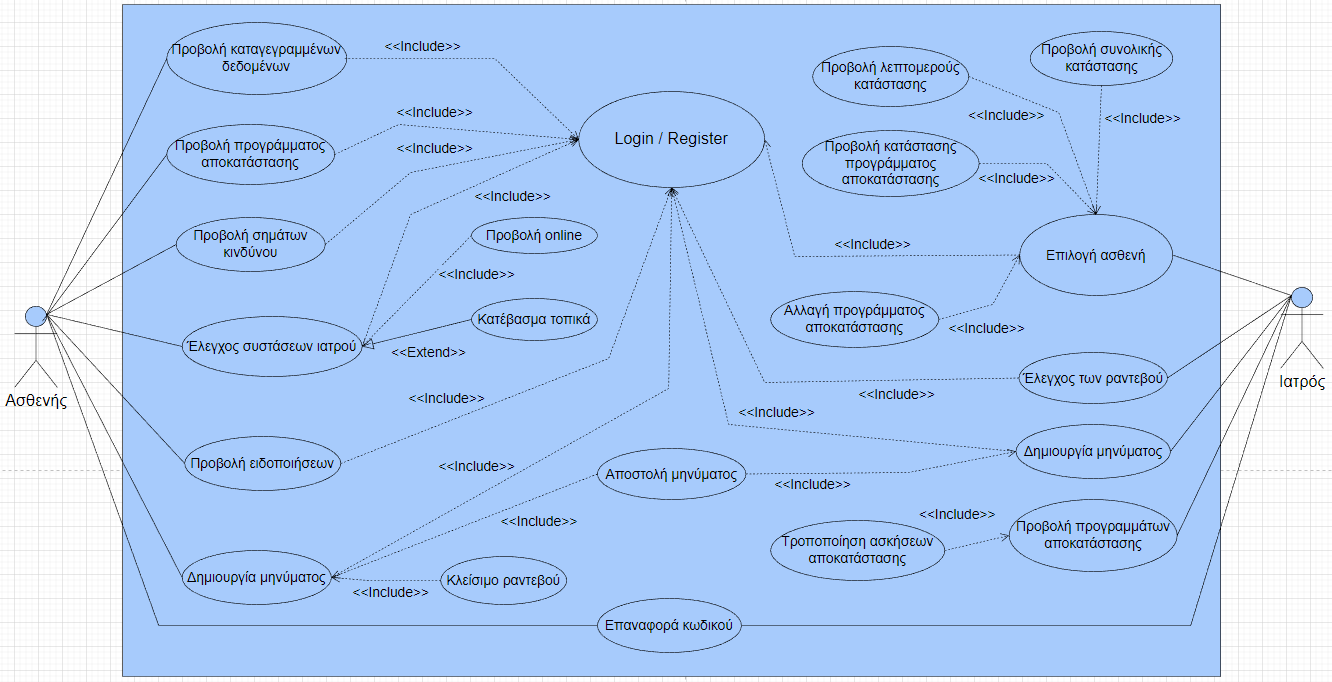 Προβολή καταγεγραμμένων
δεδομένων
<<Include>>
Προβολή λεπτομερούς
κατάστασης
Προβολή συνολικής
κατάστασης
Προβολή προγράμματος
αποκατάστασης
<<Include>>
<<Include>>
Login / Register
<<Include>>
<<Include>>
Προβολή κατάστασης
προγράμματος
αποκατάστασης
<<Include>>
<<Include>>
Προβολή σημάτων
κινδύνου
Προβολή online
<<Include>>
<<Include>>
Επιλογή ασθενή
Έλεγχος συστάσεων ιατρού
Κατέβασμα τοπικά
<<Extend>>
Αλλαγή προγράμματος
αποκατάστασης
<<Include>>
Ασθενής
Ιατρός
<<Include>>
Έλεγχος των ραντεβού
<<Include>>
<<Include>>
Προβολή ειδοποιήσεων
<<Include>>
Αποστολή μηνύματος
<<Include>>
Δημιουργία μηνύματος
<<Include>>
<<Include>>
Τροποποίηση ασκήσεων
αποκατάστασης
Προβολή προγραμμάτων
αποκατάστασης
Δημιουργία μηνύματος
<<Include>>
Κλείσιμο ραντεβού
Επαναφορά κωδικού